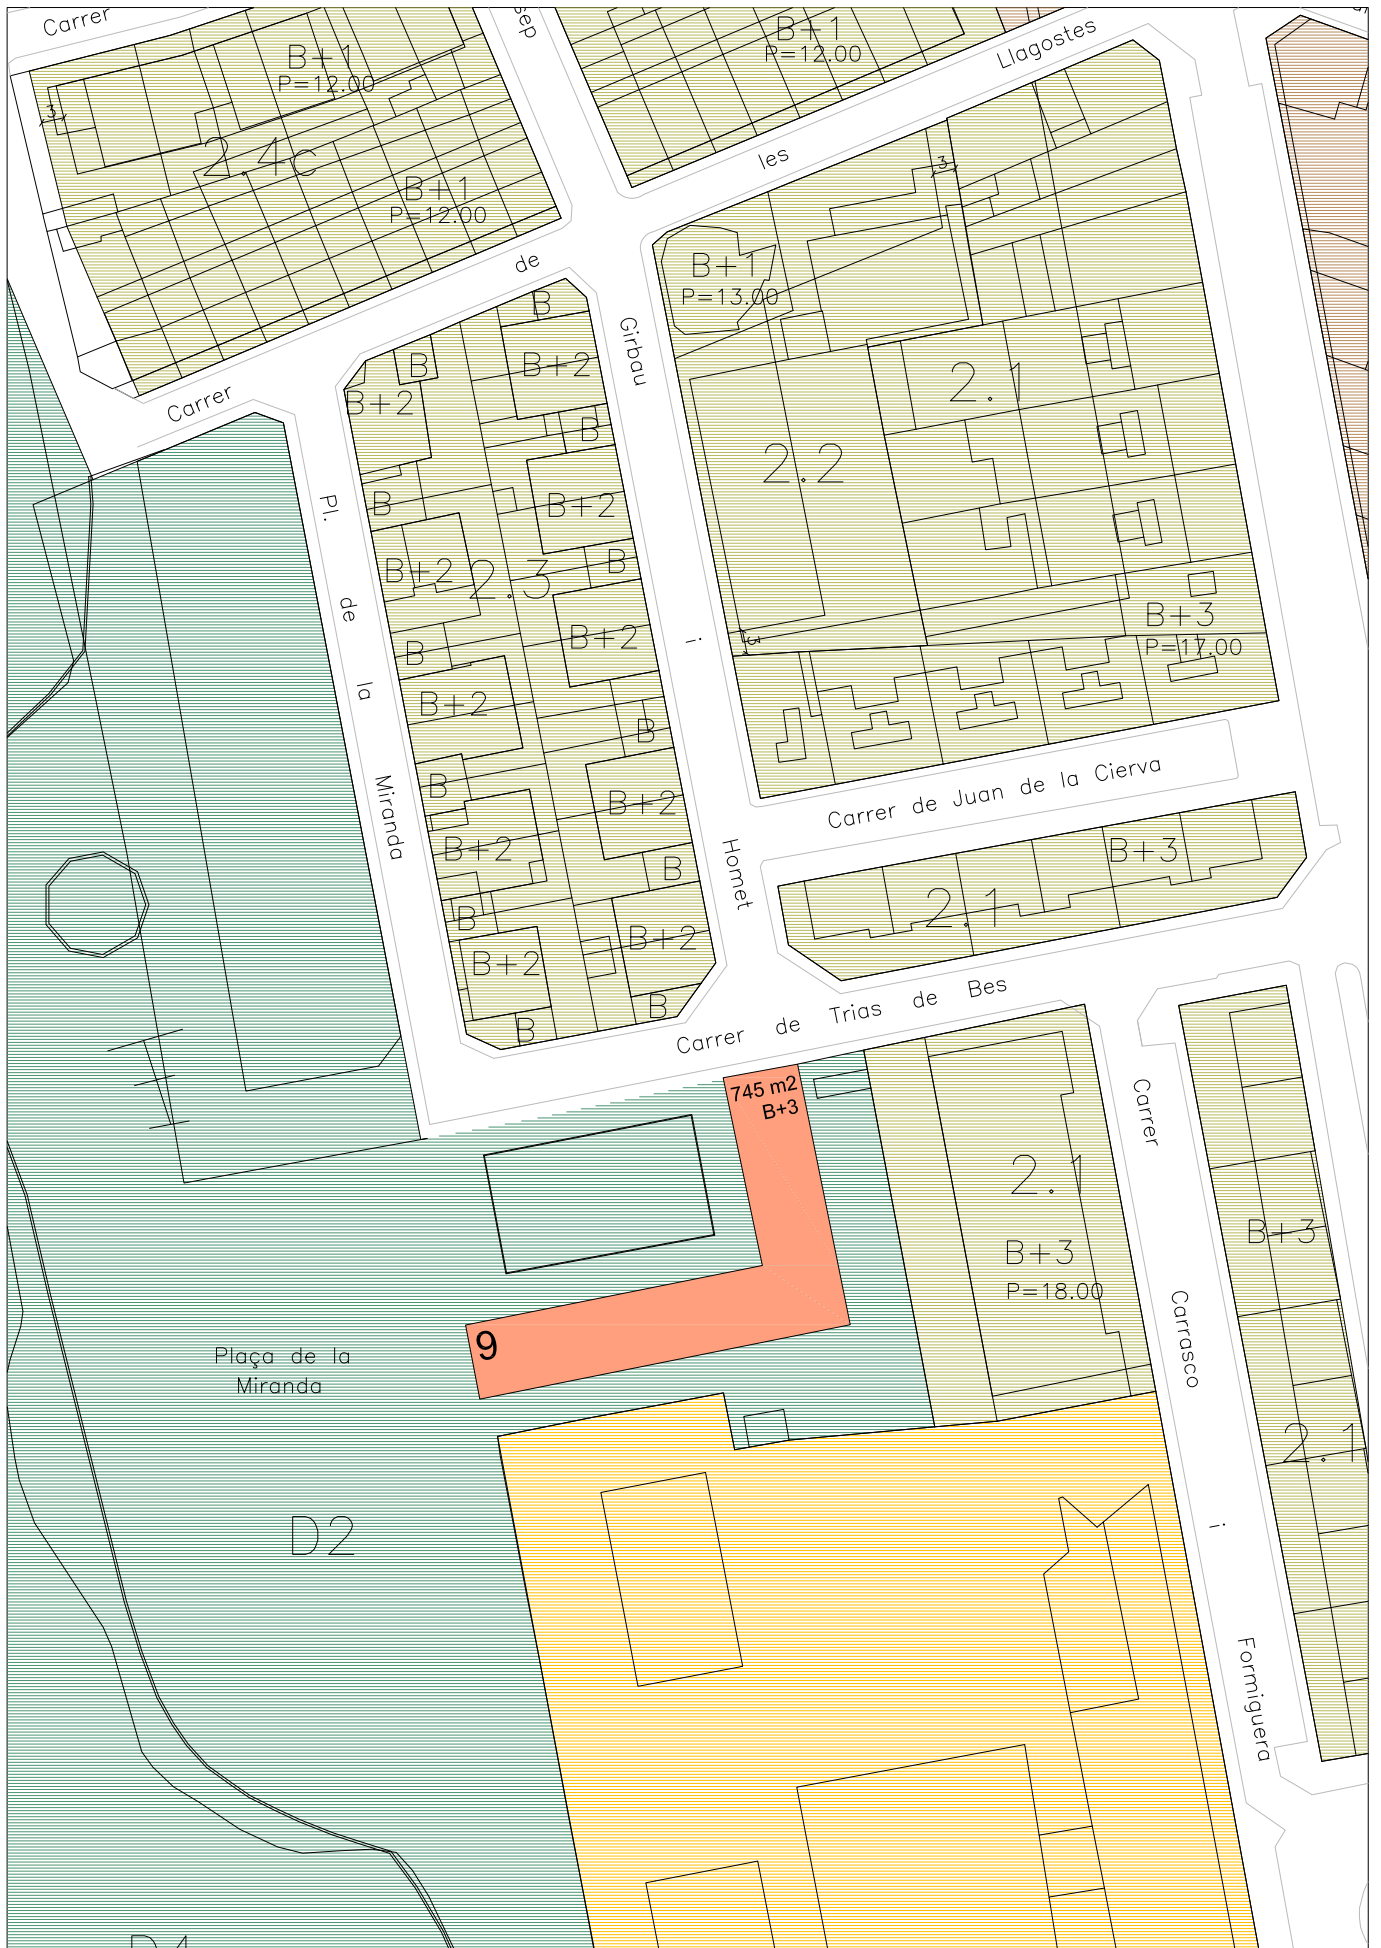 Carrer
sep
B+1
P=12.00
B+1
P=12.00
Llagostes
3
2.4c
les
3
B+1
P=12.00
de
B+1
P=13.00
B
Girbau
B
B+2
2.1
Carrer
B+2
B
2.2
Pl.
B
B+2
B
B+2
2.3
de
B+2
B+3
P=17.00
i
3
B
la
B+2
B
Miranda
B
Carrer de Juan de la Cierva
B+2
Homet
B+2
B+3
B
B
2.1
B+2
B+2
B
B
Carrer de Trias de Bes
745 m2
B+3
Carrer
2.1
B+3
B+3
P=18.00
Carrasco
9
Plaça de la
Miranda
2.1
D2
i
Formiguera